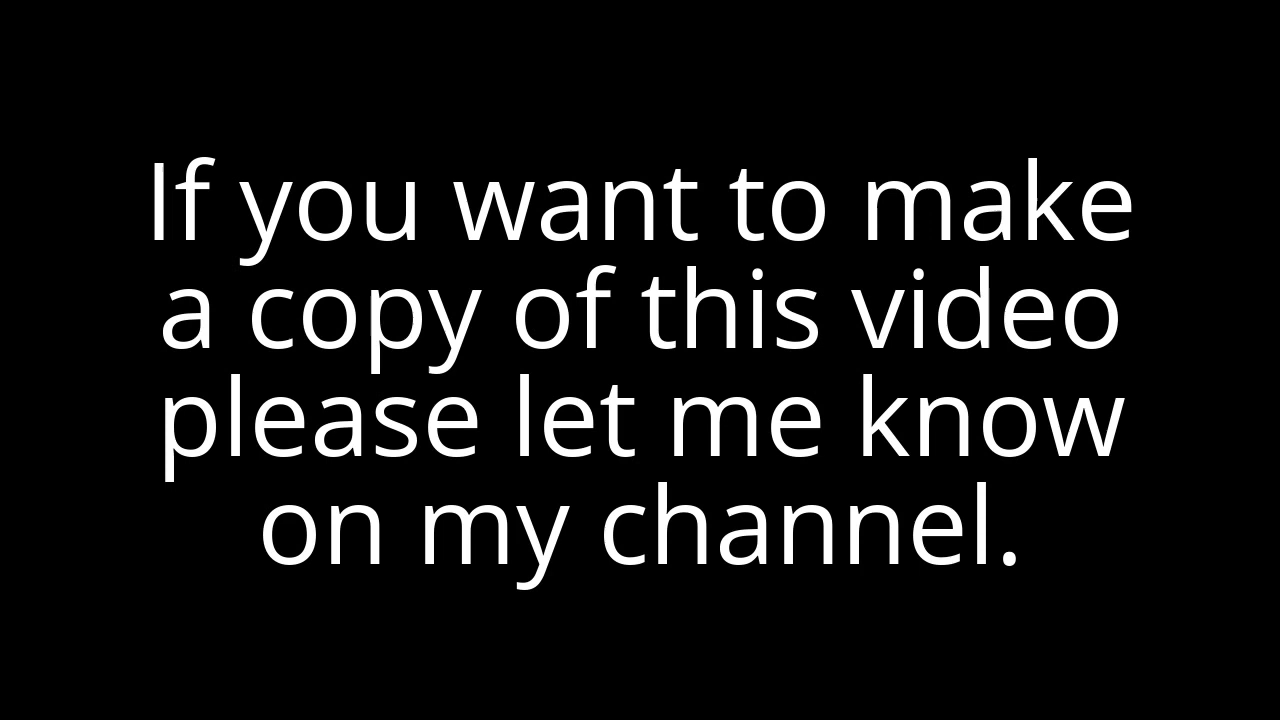 If you want to make
a copy of this video
please let me know
on my channel.